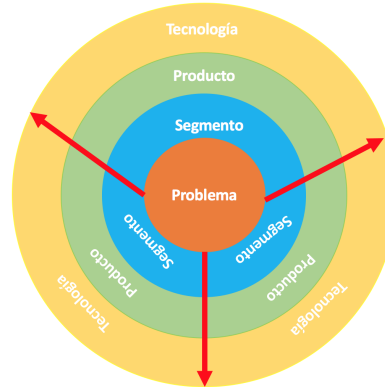 Tecnología
Producto
Segmento
Problema
Segmento
Segmento
Producto
Producto
Tecnología
Tecnología